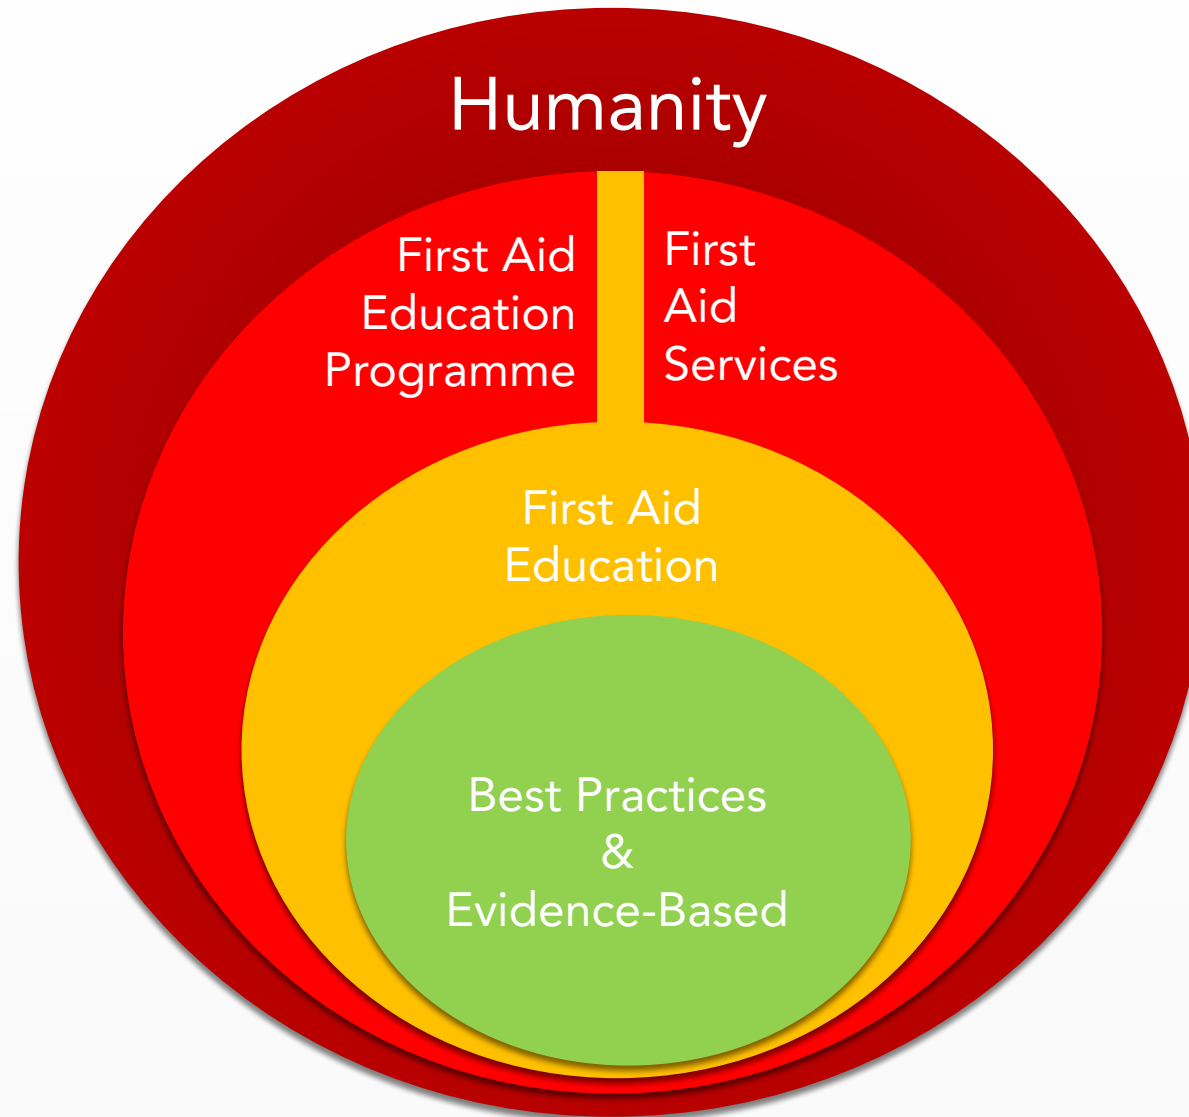 Humanity
First Aid
Education
Programme
First
Aid
Services
First Aid
Education
Best Practices
&
Evidence-Based